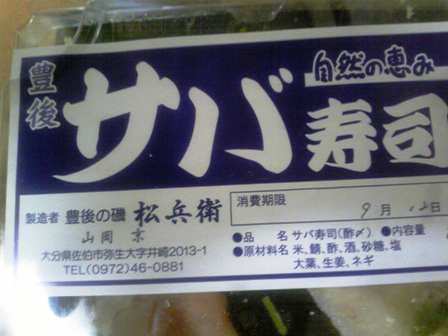 自然の恵み
豊後 サバ寿司
製造者 豊後の磯 松兵衛
山岡 京
大分県佐伯市弥生大字井崎2013-1
TEL(0972)46-0881
消費期限
9月 12日
●品 名 サバ寿司(酢〆) ●内容量
●原材料名 米、鯖、酢、酒、砂糖、塩
大葉、生姜、ネギ